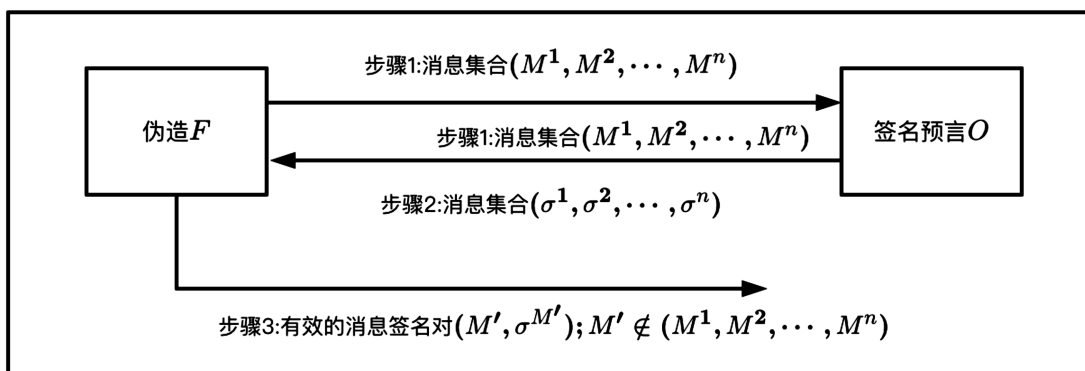 步骤1:消息集合(M¹,M²,⋯,Mⁿ)
伪造F
签名预言O
步骤1:消息集合(M¹,M²,⋯,Mⁿ)
步骤2:消息集合(σ¹,σ²,⋯,σⁿ)
步骤3:有效的消息签名对(M′,σ^{M′});M′∉(M¹,M²,⋯,Mⁿ)